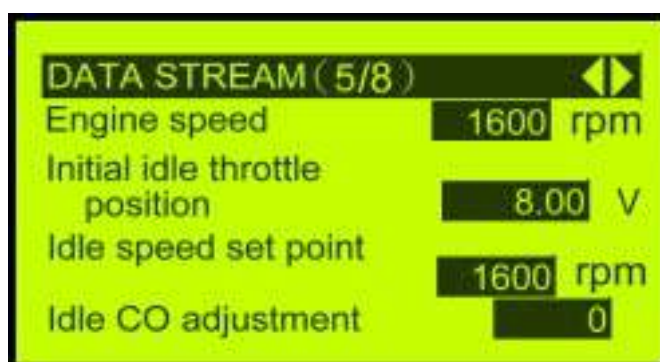 DATA STREAM ( 5/8 )
Engine speed 1600 rpm
Initial idle throttle
position 8.00 V
Idle speed set point
1600 rpm
Idle CO adjustment 0